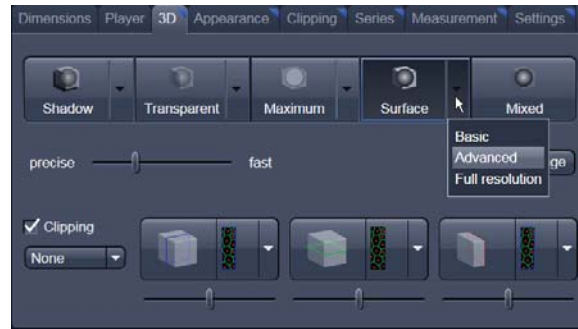 Dimensions Player 3D Appearance Clipping Series Measurement Settings
Shadow Transparent Maximum Surface Mixed
Basic
precise fast Advanced ge
Full resolution
Clipping
None